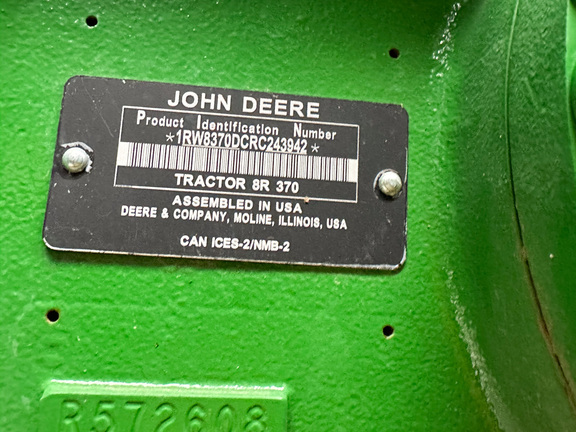 JOHN DEERE
Product Identification Number
*1RW8370DCRC243942*
TRACTOR 8R 370
ASSEMBLED IN USA
DEERE & COMPANY, MOLINE, ILLINOIS, USA
CAN ICES-2/NMB-2
R572608